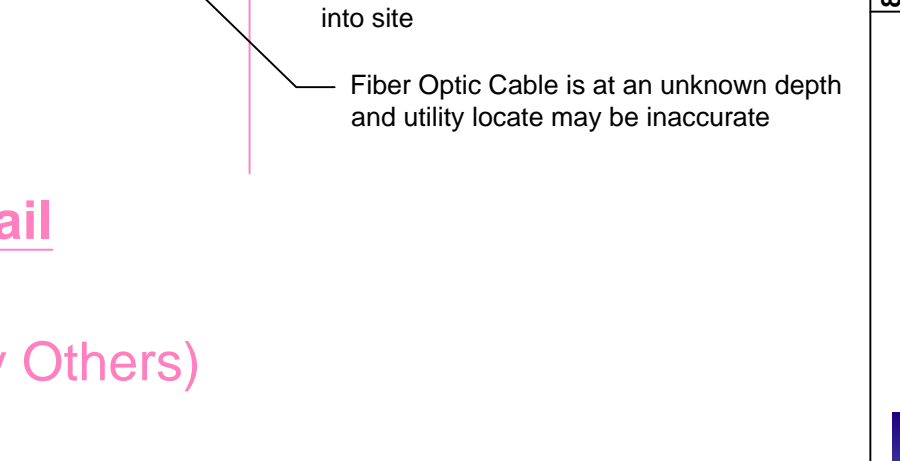 into site
Fiber Optic Cable is at an unknown depth
and utility locate may be inaccurate
ail
Others)